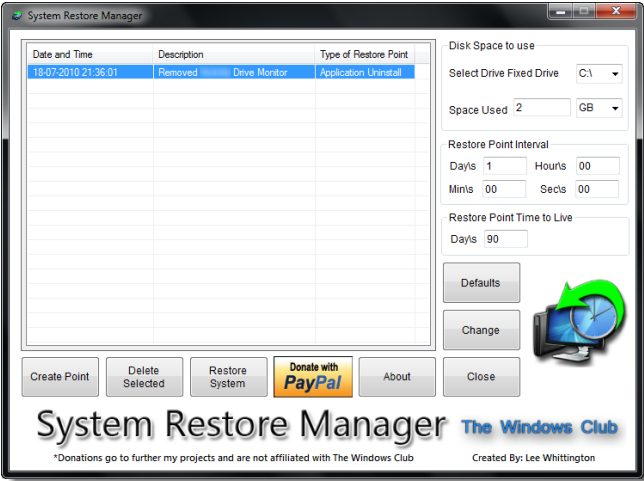 System Restore Manager
Date and Time Description Type of Restore Point
18-07-2010 21:36:01 Removed Drive Monitor Application Uninstall
Disk Space to use
Select Drive Fixed Drive C:\
Space Used 2 GB
Restore Point Interval
Day\s 1 Hour\s 00
Min\s 00 Sec\s 00
Restore Point Time to Live
Day\s 90
Defaults
Change
Create Point
Delete
Selected
Restore
System
Donate with
PayPal
About
Close
System Restore Manager The Windows Club
*Donations go to further my projects and are not affiliated with The Windows Club Created By: Lee Whittington